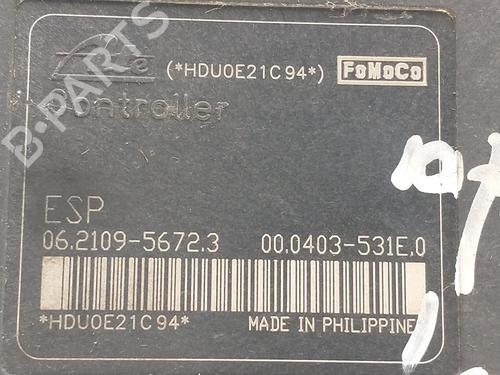 (*HDU0E21C94*) FoMoCo
Controller
ESP
06.2109-5672.3 00.0403-531E.0
*HDU0E21C94* MADE IN PHILIPPINE
B-PARTS